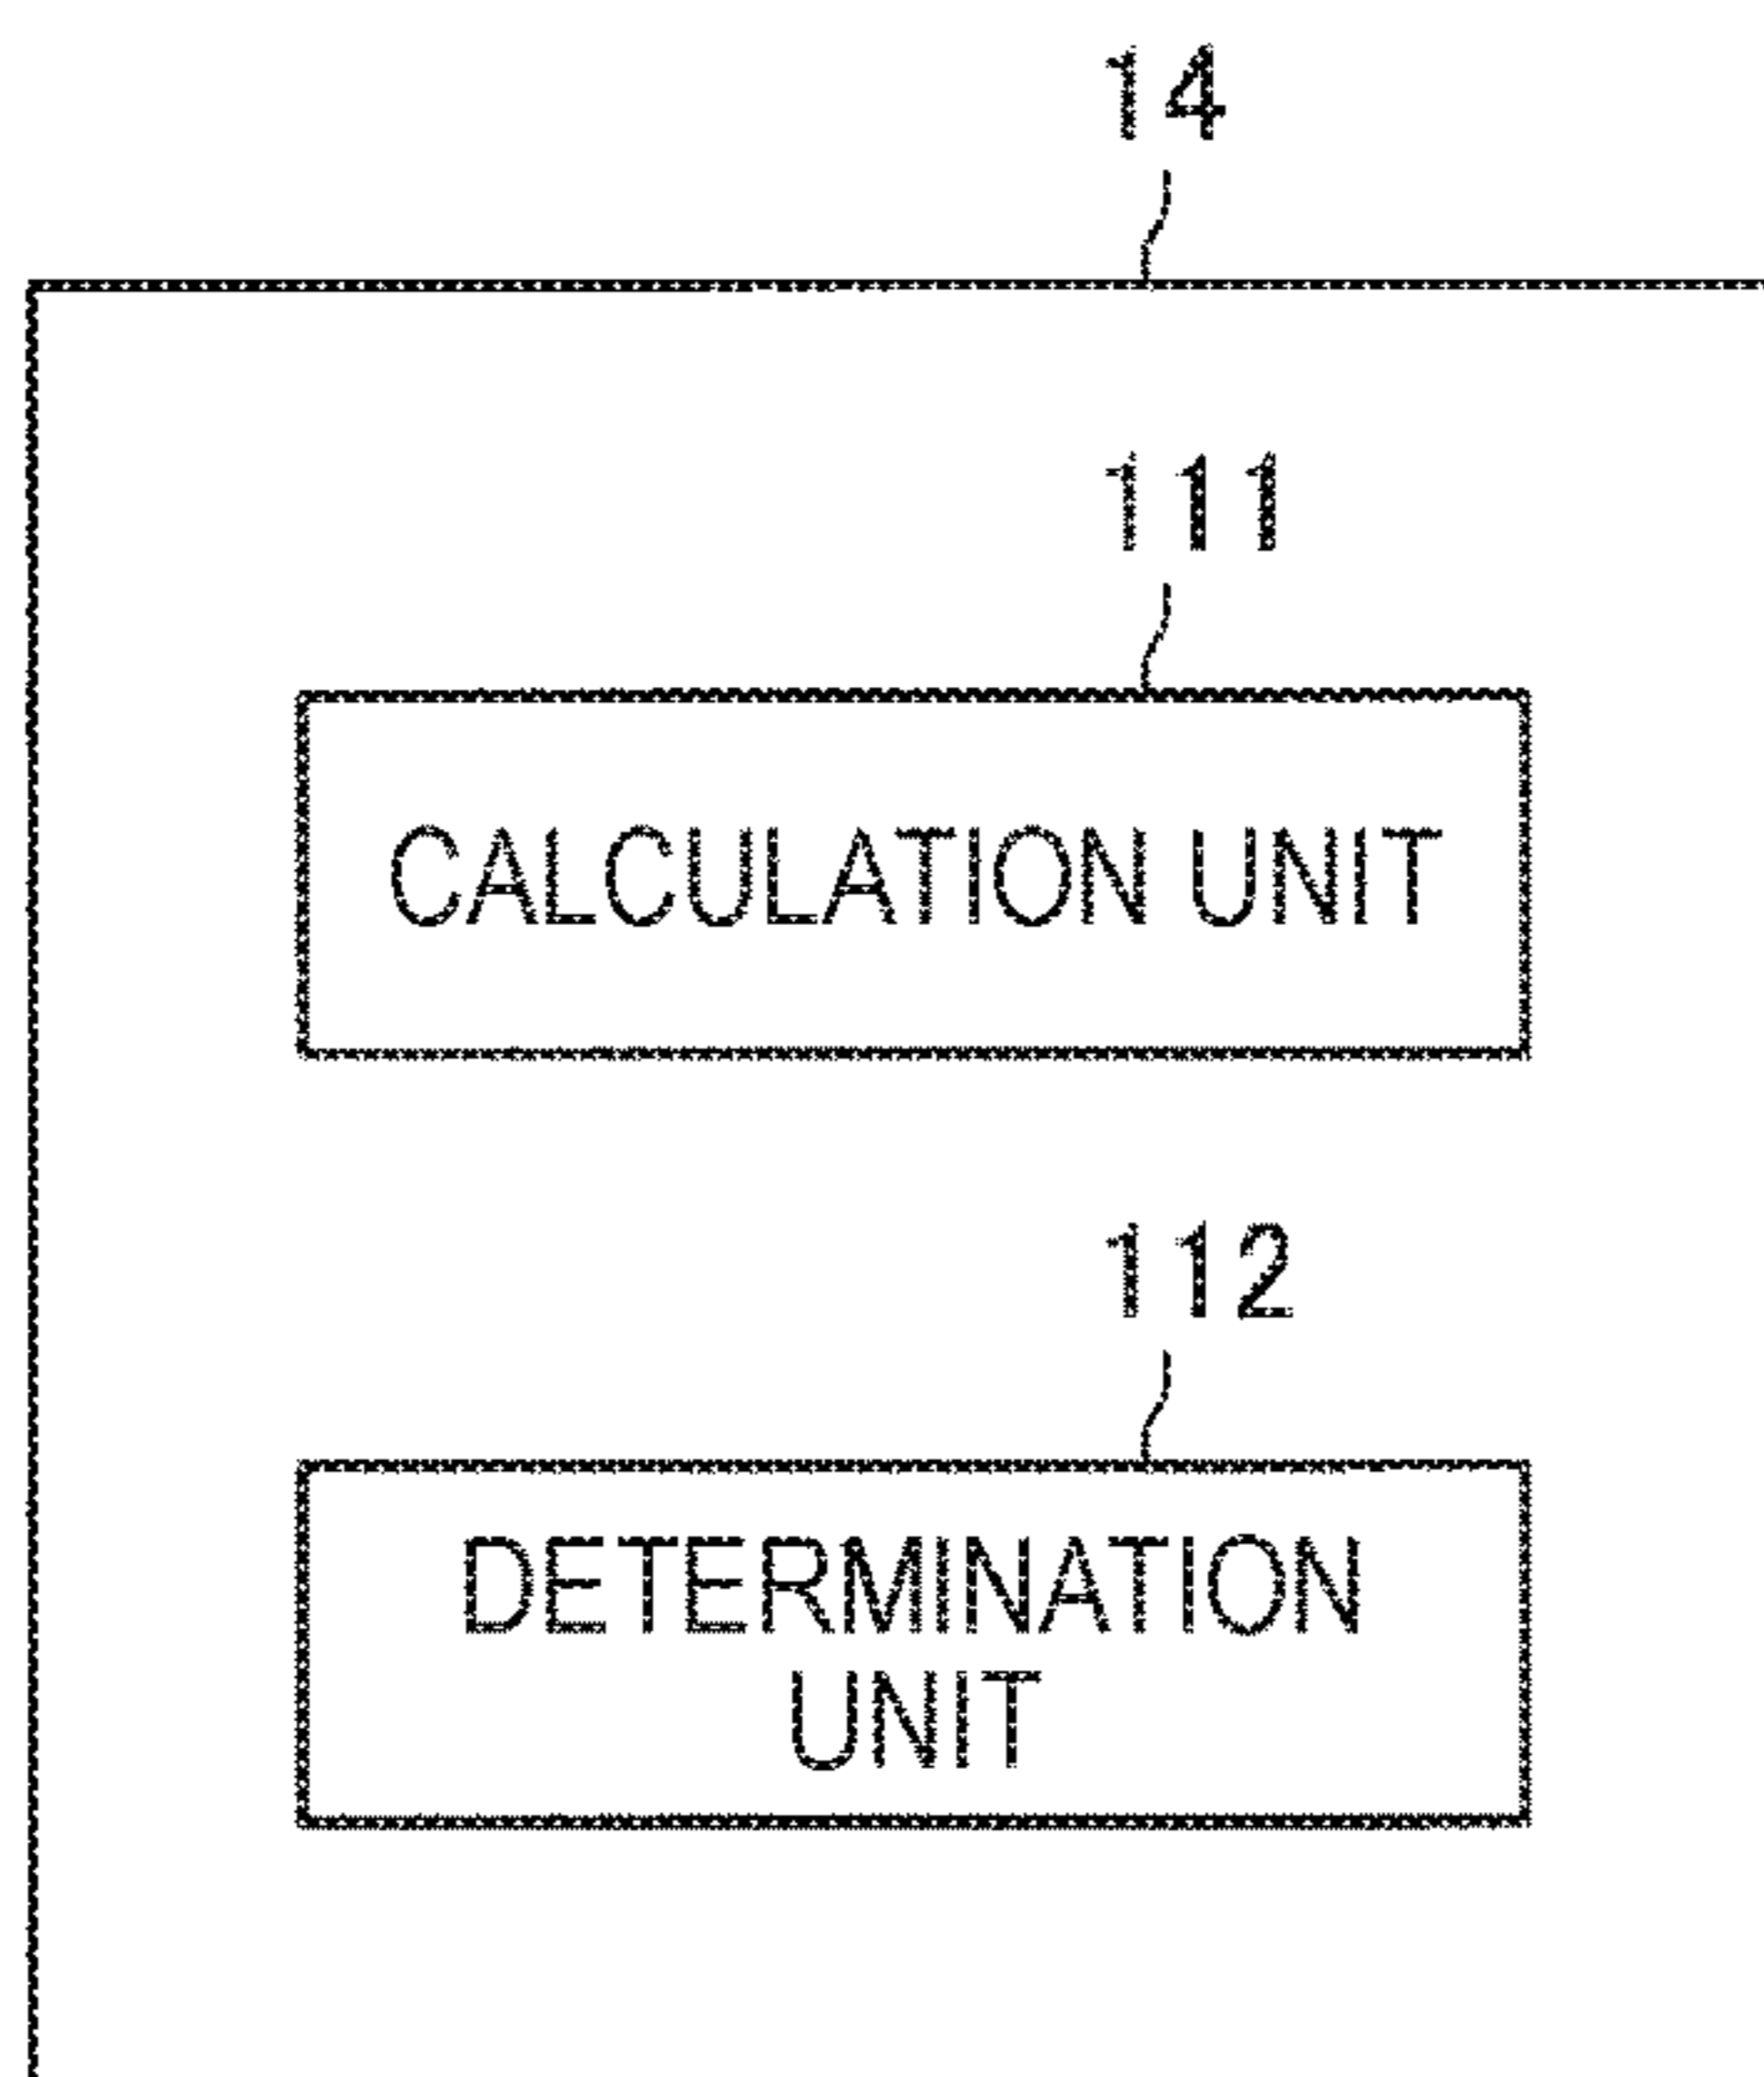 14
111
CALCULATION UNIT
112
DETERMINATION
UNIT